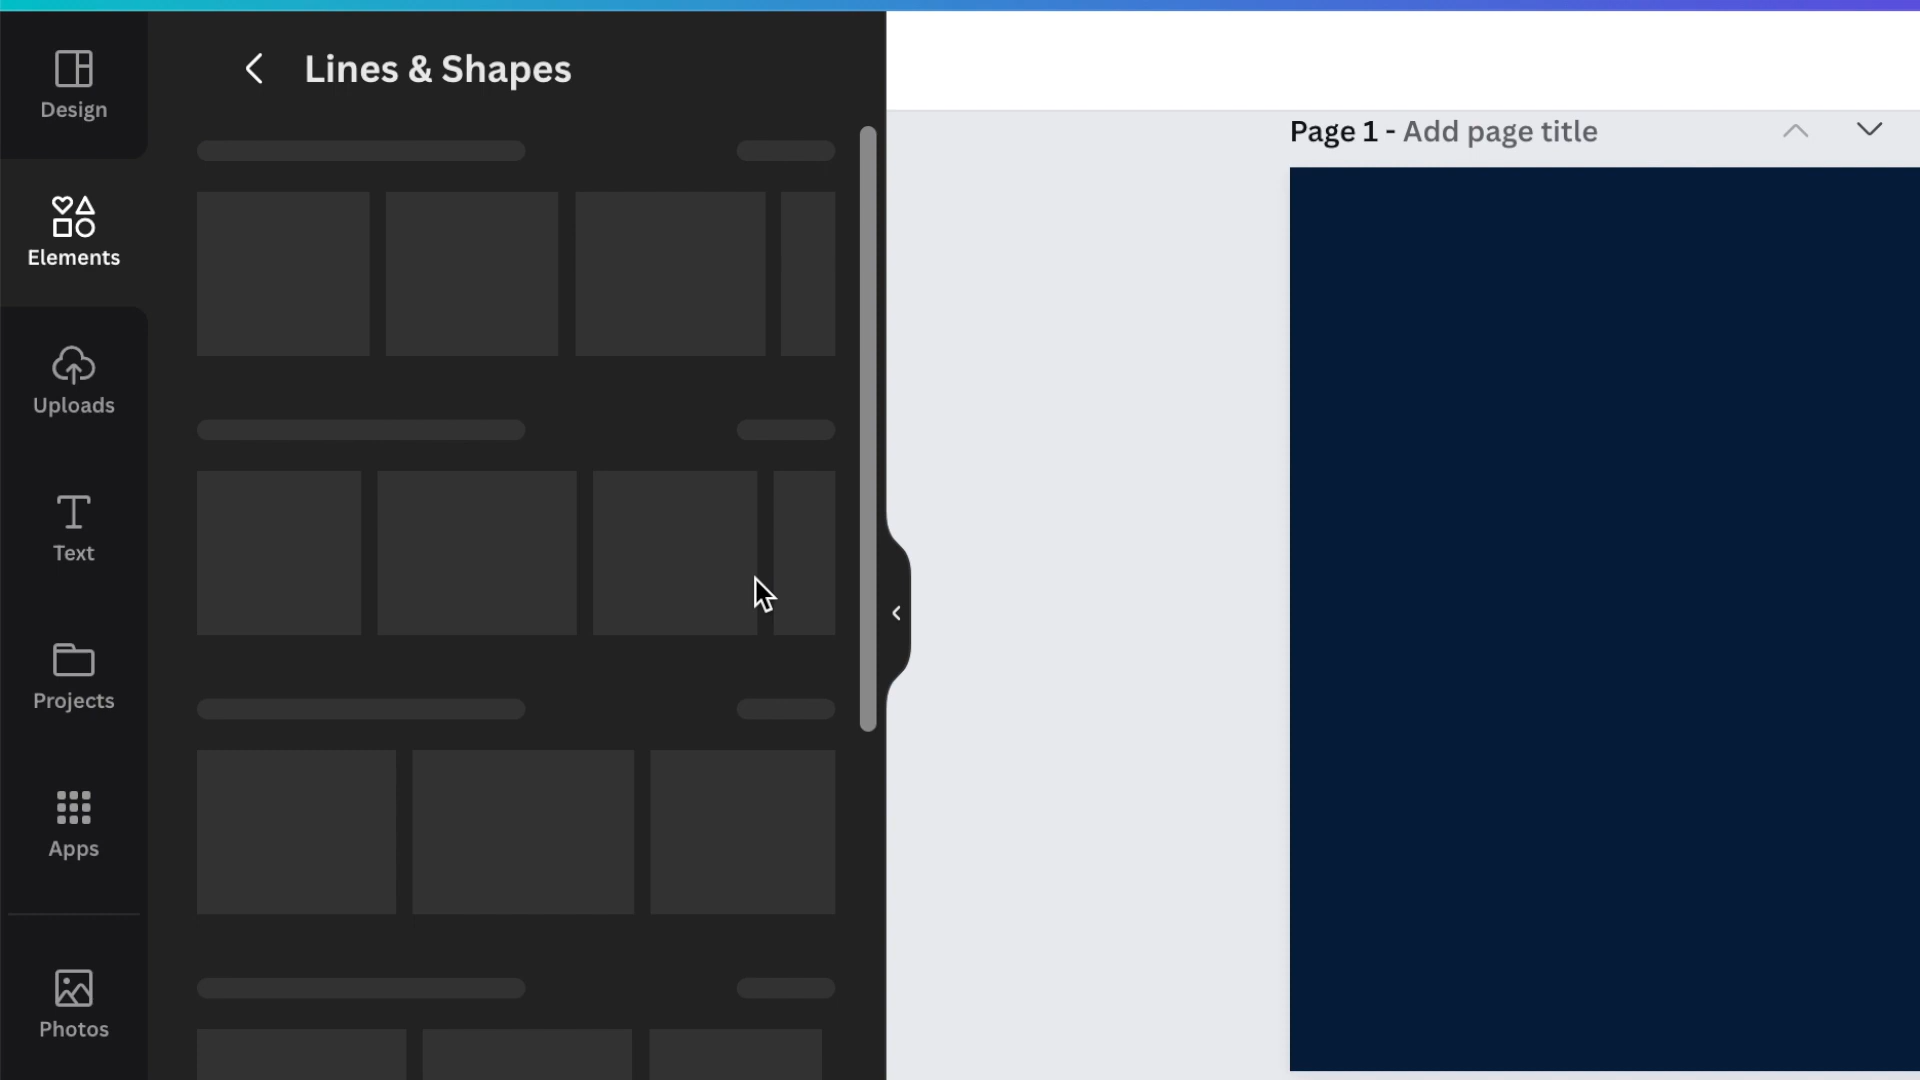 Design
Elements
Uploads
Text
Projects
Apps
Photos
Lines & Shapes
Page 1 - Add page title